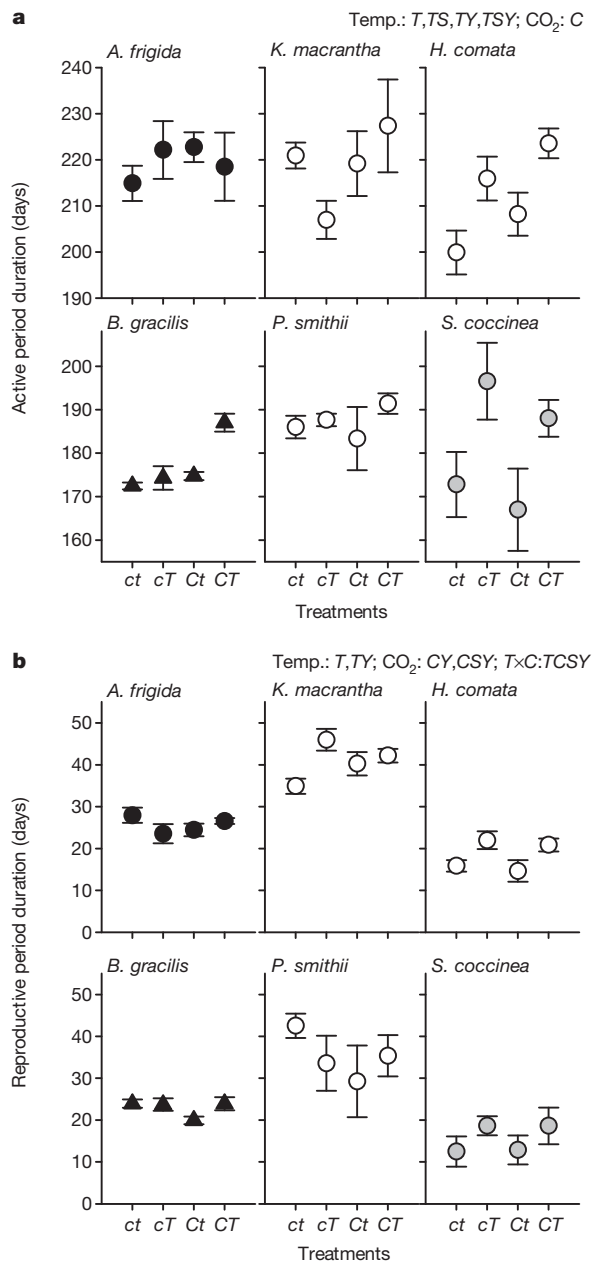 a
Temp.: T,TS,TY,TSY; CO2: C
A. frigida
K. macrantha
H. comata
240
230
220
210
200
190
B. gracilis
P. smithii
S. coccinea
200
190
180
170
160
Active period duration (days)
ct cT Ct CT
ct cT Ct CT
ct cT Ct CT
Treatments
b
Temp.: T,TY; CO2: CY,CSY; T×C:TCSY
A. frigida
K. macrantha
H. comata
50
40
30
20
10
0
B. gracilis
P. smithii
S. coccinea
50
40
30
20
10
0
Reproductive period duration (days)
ct cT Ct CT
ct cT Ct CT
ct cT Ct CT
Treatments